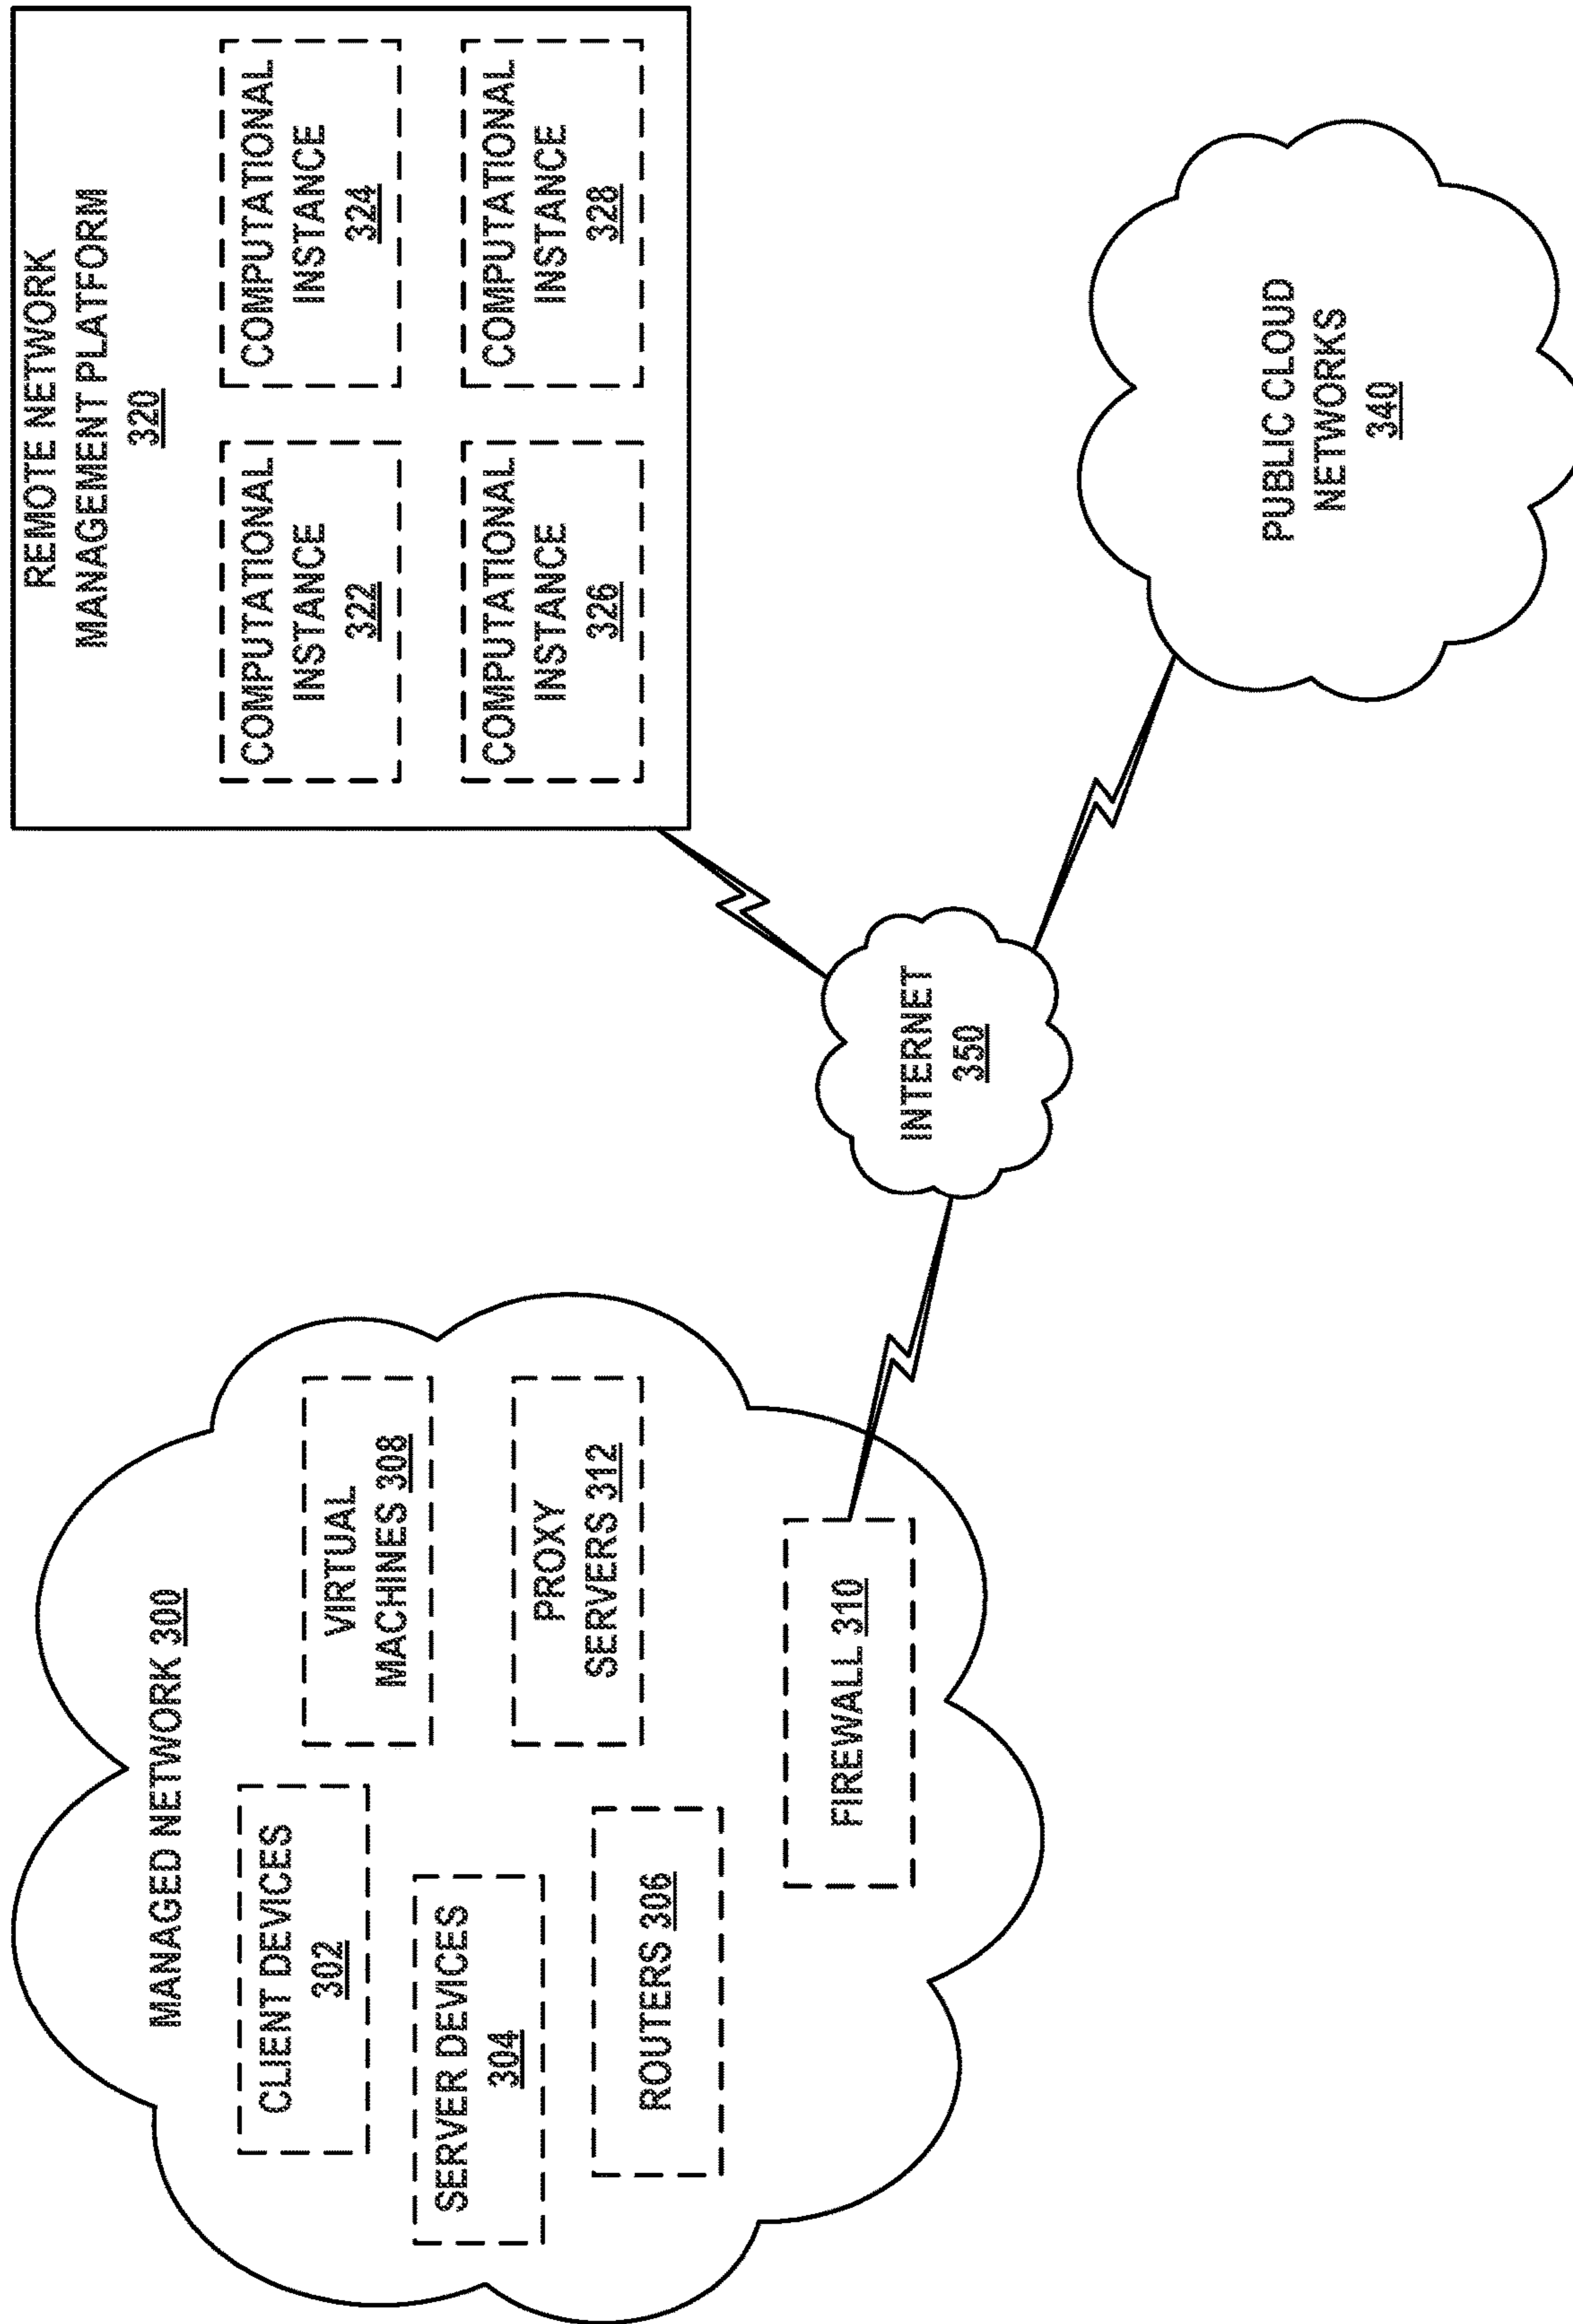 MANAGED NETWORK 300
CLIENT DEVICES
302
SERVER DEVICES
304
ROUTERS 306
VIRTUAL
MACHINES 308
PROXY
SERVERS 312
FIREWALL 310
INTERNET
350
REMOTE NETWORK
MANAGEMENT PLATFORM
320
COMPUTATIONAL
INSTANCE
322
COMPUTATIONAL
INSTANCE
324
COMPUTATIONAL
INSTANCE
326
COMPUTATIONAL
INSTANCE
328
PUBLIC CLOUD
NETWORKS
340